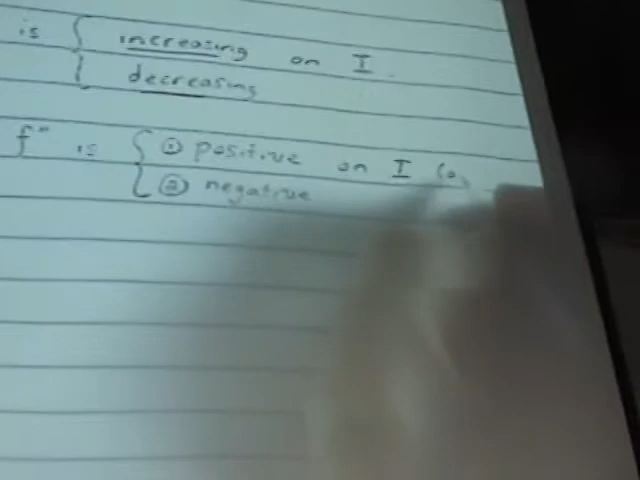 is { increasing on I.
decreasing
f" is { ① positive on I (a,
② negative